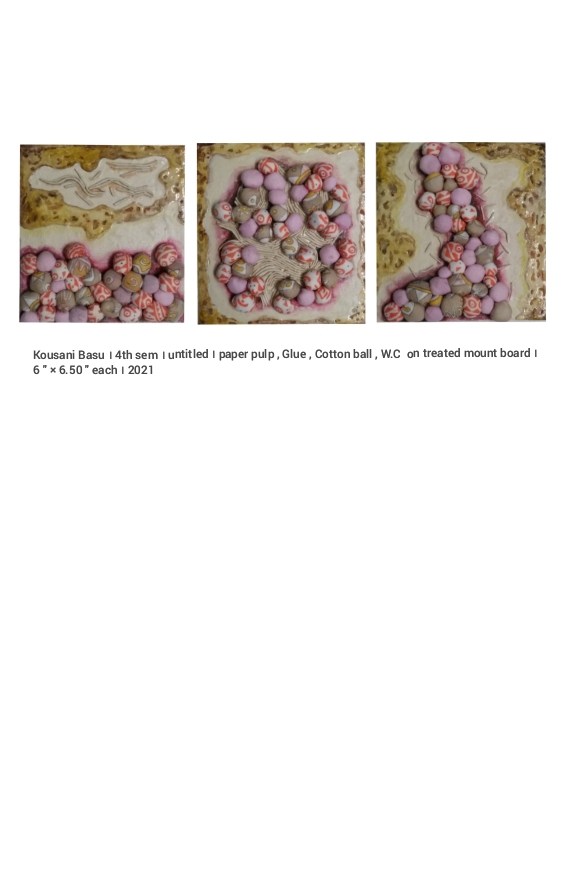 Kousani Basu | 4th sem | untitled | paper pulp , Glue , Cotton ball , W.C on treated mount board |
6 " × 6.50 " each | 2021